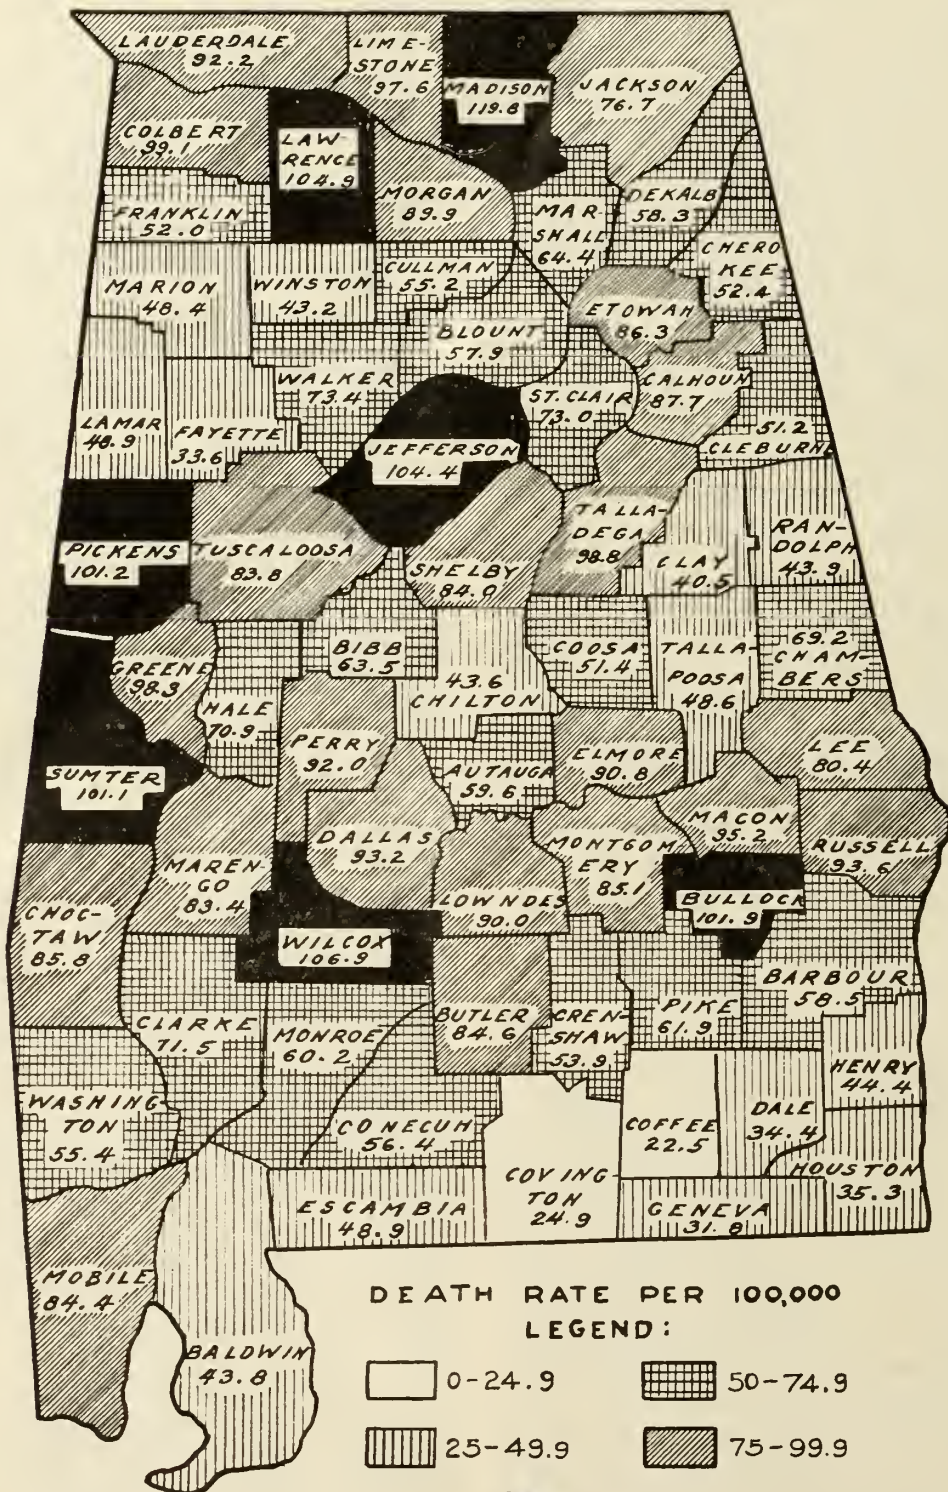 LAUDERDALE
92.2
LIME-
STONE
97.6
MADISON
119.8
JACKSON
76.7
COLBERT
99.1
LAW-
RENCE
104.9
MORGAN
89.9
FRANKLIN
52.0
MAR-
SHALL
64.4
DEKALB
58.3
CHERO
KEE
52.4
MARION
48.4
WINSTON
43.2
CULLMAN
55.2
BLOUNT
57.9
ETOWAH
86.3
WALKER
73.4
ST. CLAIR
73.0
CALHOUN
87.7
51.2
CLEBURNE
LAMAR
48.9
FAYETTE
33.6
JEFFERSON
104.4
PICKENS
101.2
TUSCALOOSA
83.8
SHELBY
84.0
TALLA-
DEGA
98.8
CLAY
40.5
RAN-
DOLPH
43.9
GREENE
98.3
HALE
70.9
BIBB
63.5
43.6
CHILTON
COOSA
51.4
TALLA-
POOSA
48.6
69.2
CHAM-
BERS
SUMTER
101.1
PERRY
92.0
AUTAUGA
59.6
ELMORE
90.8
LEE
80.4
MAREN-
GO
83.4
DALLAS
93.2
LOWNDES
90.0
MONTGOM
ERY
85.1
MACON
95.2
RUSSELL
93.6
CHOC-
TAW
85.8
WILCOX
106.9
BULLOCK
101.9
BARBOUR
58.5
CLARKE
71.5
MONROE
60.2
BUTLER
84.6
CREN-
SHAW
53.9
PIKE
61.9
HENRY
44.4
WASHING-
TON
55.4
CONECUH
56.4
COFFEE
22.5
DALE
34.4
HOUSTON
35.3
ESCAMBIA
48.9
COVING
TON
24.9
GENEVA
31.8
MOBILE
84.4
BALDWIN
43.8
DEATH RATE PER 100,000
LEGEND:
0-24.9
50-74.9
25-49.9
75-99.9